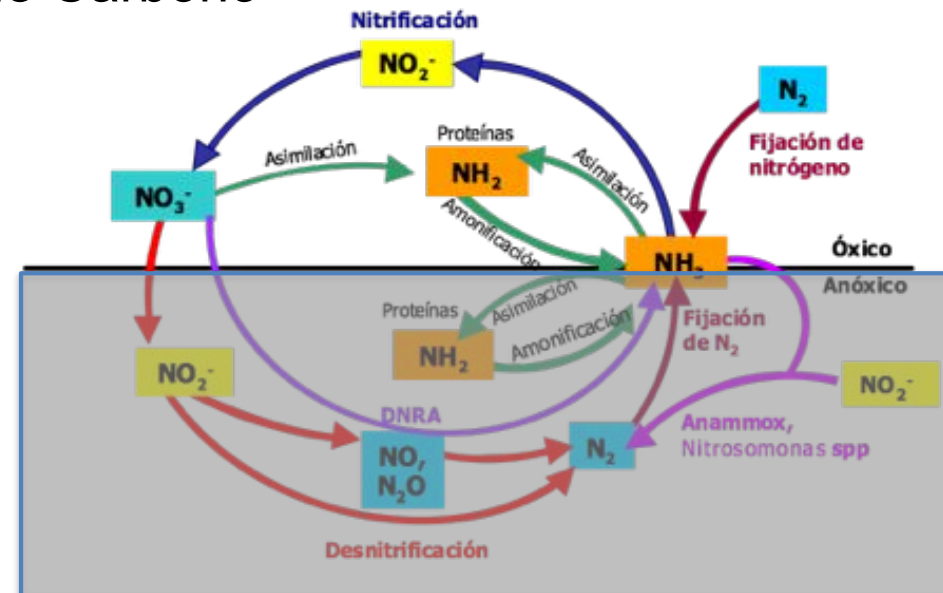 Nitrificación
NO₂⁻
N₂
Fijación de
nitrógeno
Proteínas
Asimilación
NH₂
Asimilación
NO₃⁻
Amonificación
NH₃
Óxico
Anóxico
Proteínas
Asimilación
NH₂
Amonificación
Fijación
de N₂
NO₂⁻
NO₂⁻
DNRA
NO,
N₂O
N₂
Anammox,
Nitrosomonas spp
Desnitrificación